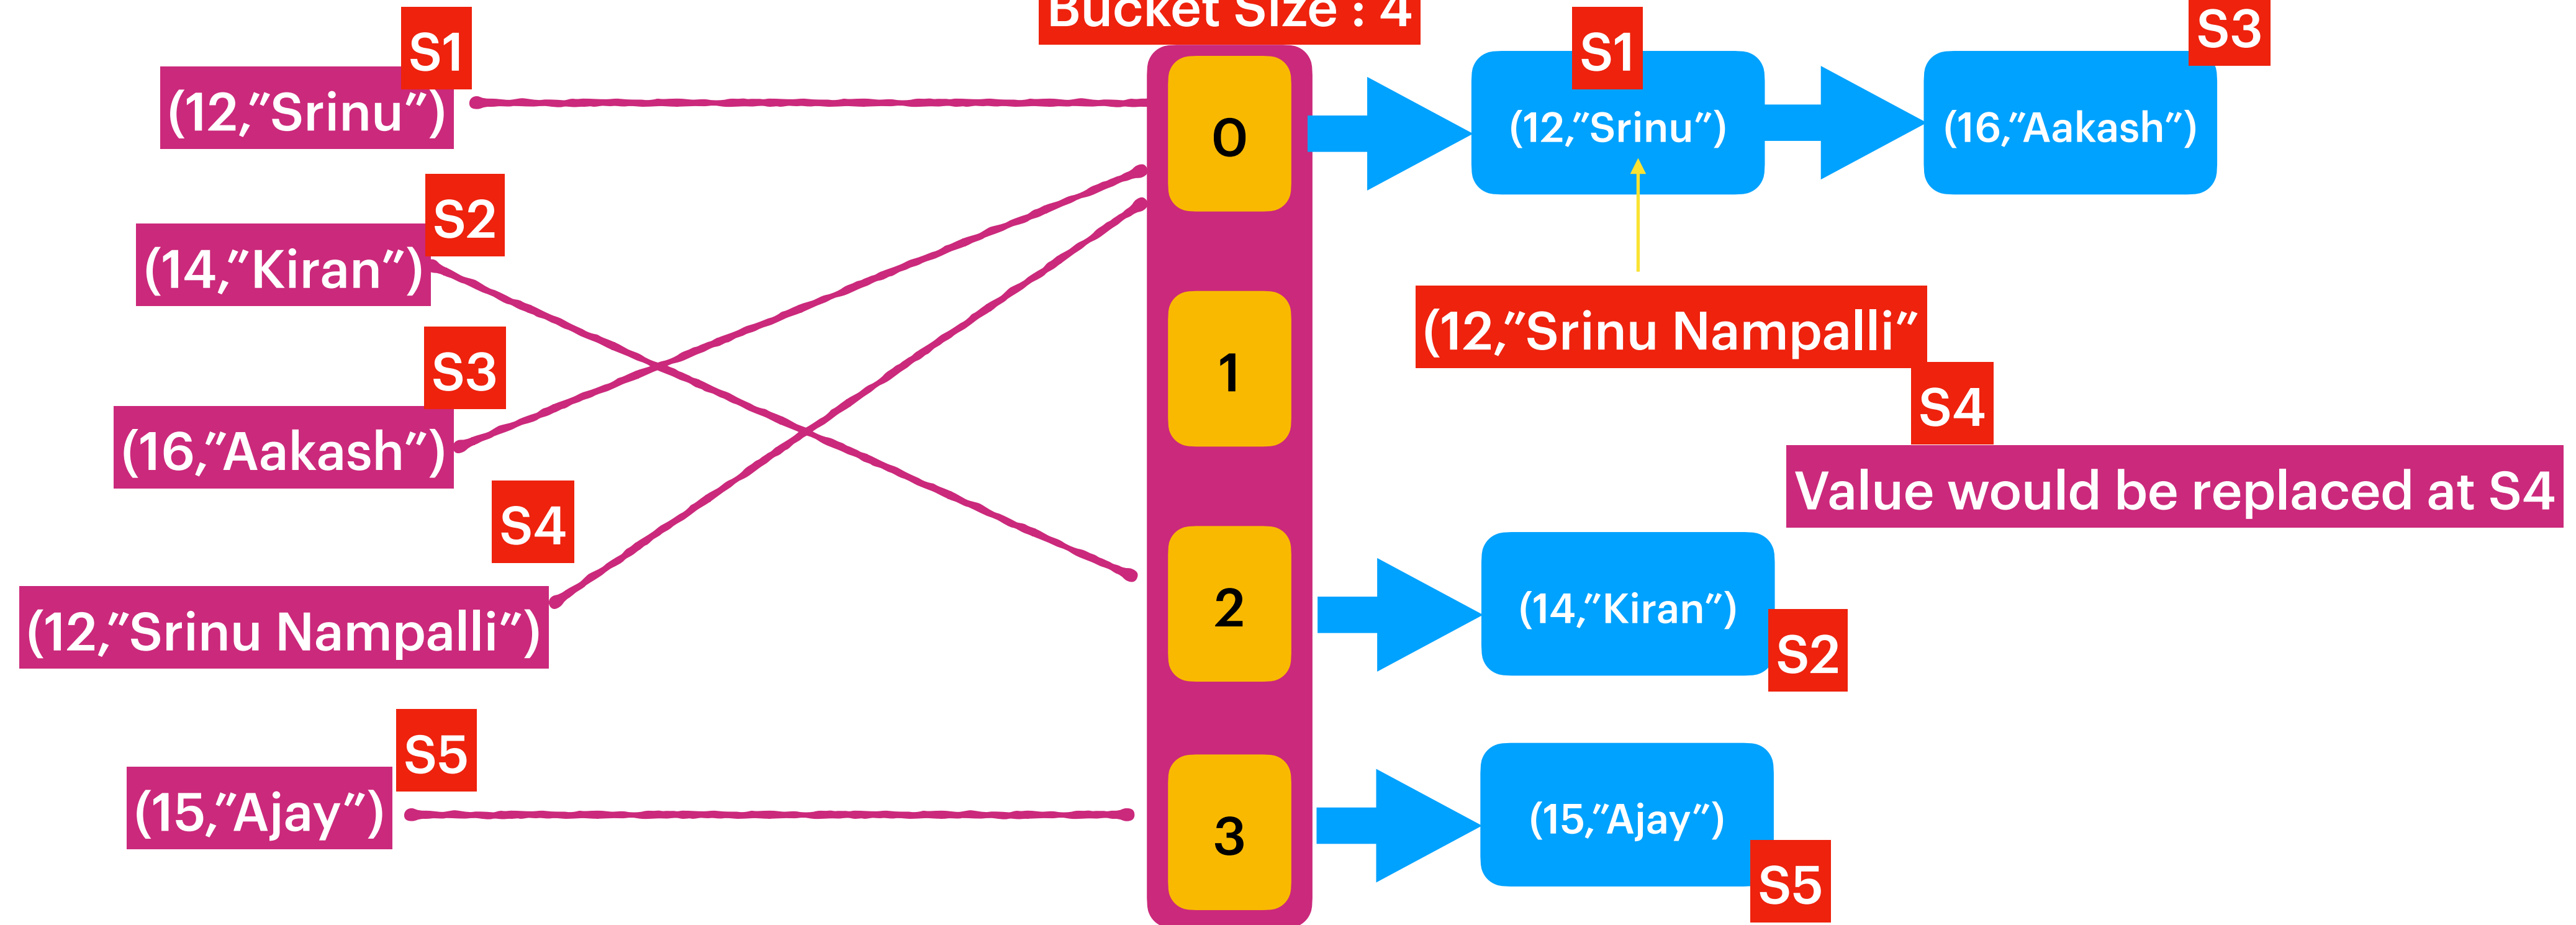 Bucket Size : 4
S1
(12,”Srinu”)
S2
(14,”Kiran”)
S3
(16,”Aakash”)
S4
(12,”Srinu Nampalli”)
S5
(15,”Ajay”)
0
1
2
3
S1
(12,”Srinu”)
S3
(16,”Aakash”)
(12,”Srinu Nampalli”
S4
Value would be replaced at S4
(14,”Kiran”)
S2
(15,”Ajay”)
S5